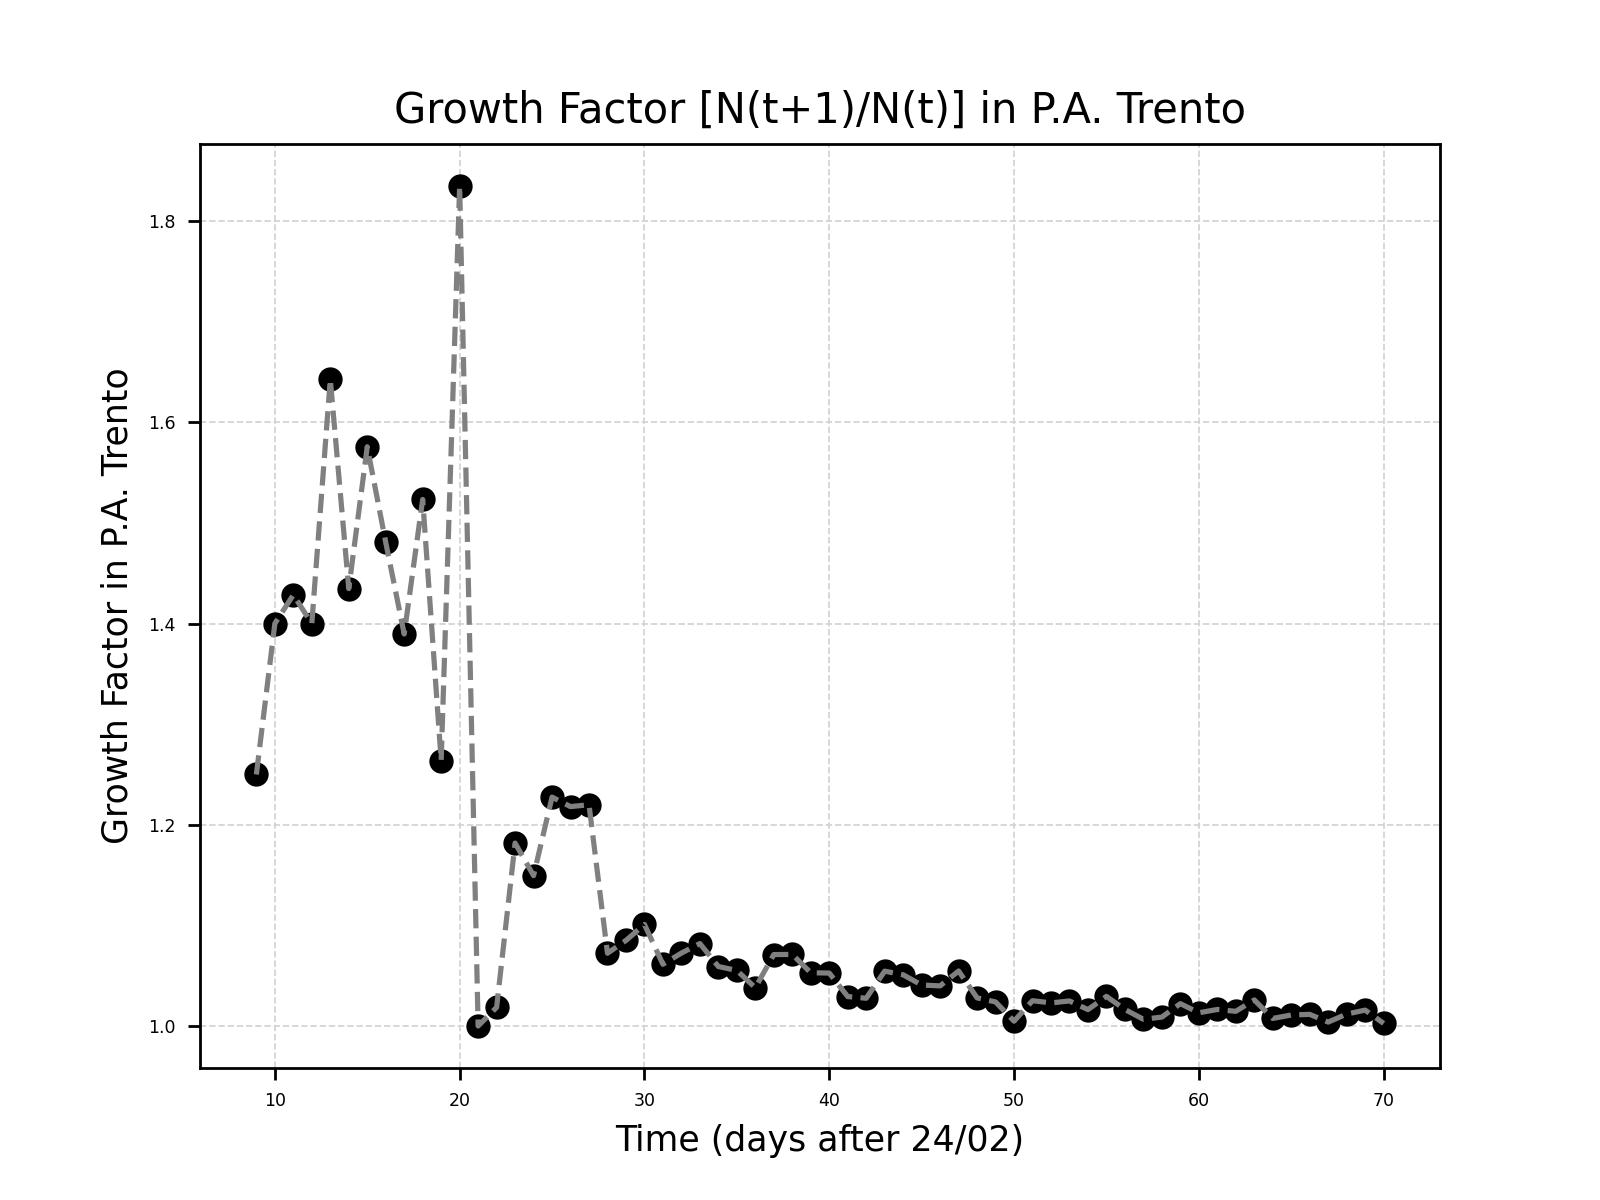 Growth Factor [N(t+1)/N(t)] in P.A. Trento
Growth Factor in P.A. Trento
1.8
1.6
1.4
1.2
1.0
10 20 30 40 50 60 70
Time (days after 24/02)